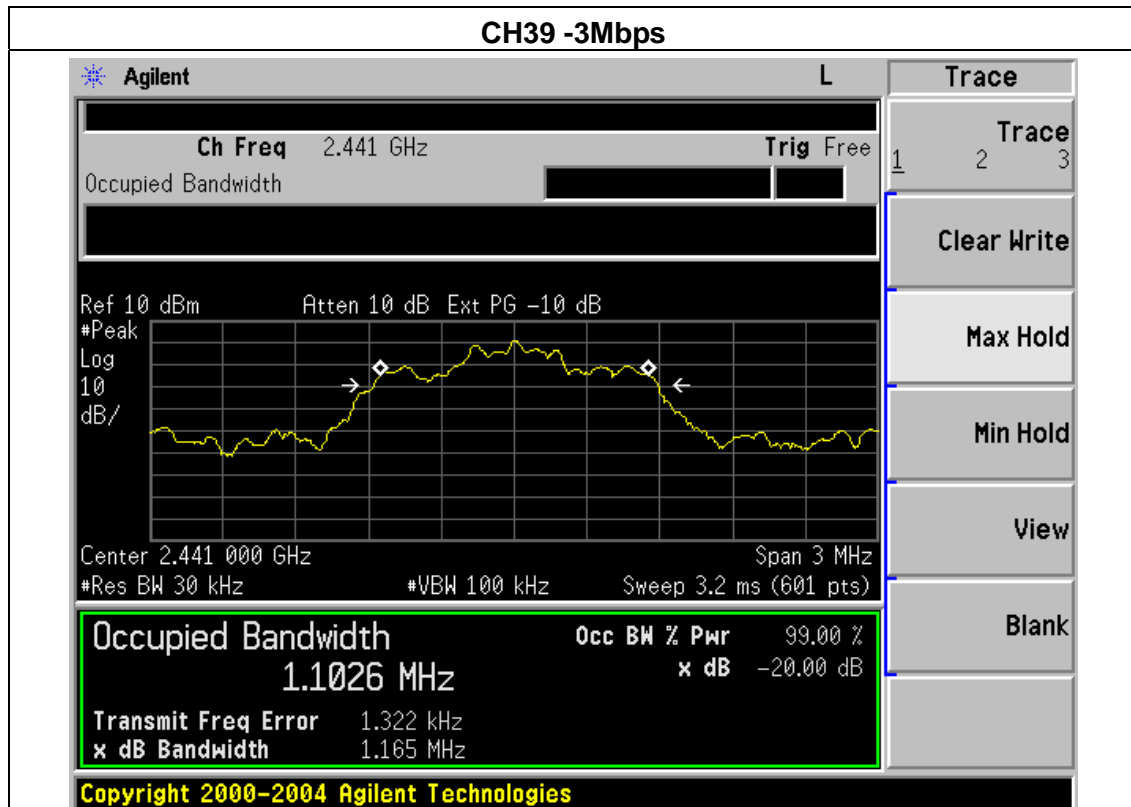 CH39 -3Mbps
Agilent L Trace
Ch Freq 2.441 GHz Trig Free
Occupied Bandwidth
Trace
1 2 3
Clear Write
Ref 10 dBm Atten 10 dB Ext PG -10 dB
#Peak
Log
10
dB/
Max Hold
Min Hold
View
Center 2.441 000 GHz Span 3 MHz
#Res BW 30 kHz #VBW 100 kHz Sweep 3.2 ms (601 pts)
Blank
Occupied Bandwidth Occ BW % Pwr 99.00 %
1.1026 MHz x dB -20.00 dB
Transmit Freq Error 1.322 kHz
x dB Bandwidth 1.165 MHz
Copyright 2000-2004 Agilent Technologies